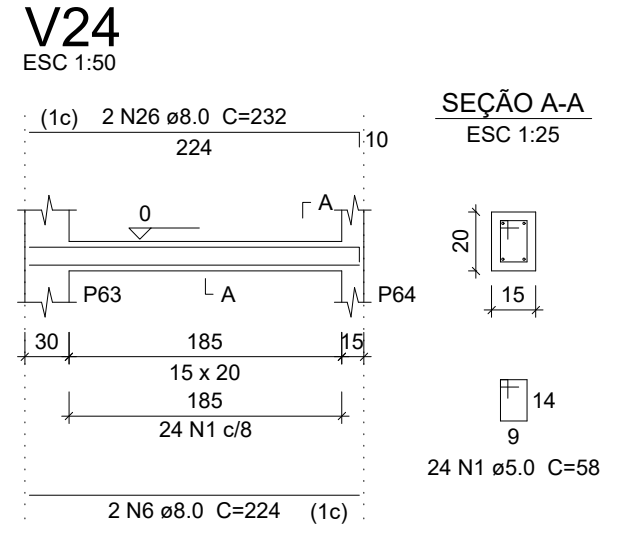 V24
ESC 1:50
(1c) 2 N26 ø8.0 C=232
224
10
SEÇÃO A-A
ESC 1:25
A
0
20
15
P63
A
P64
30
185
15
15 x 20
185
24 N1 c/8
14
9
24 N1 ø5.0 C=58
2 N6 ø8.0 C=224 (1c)